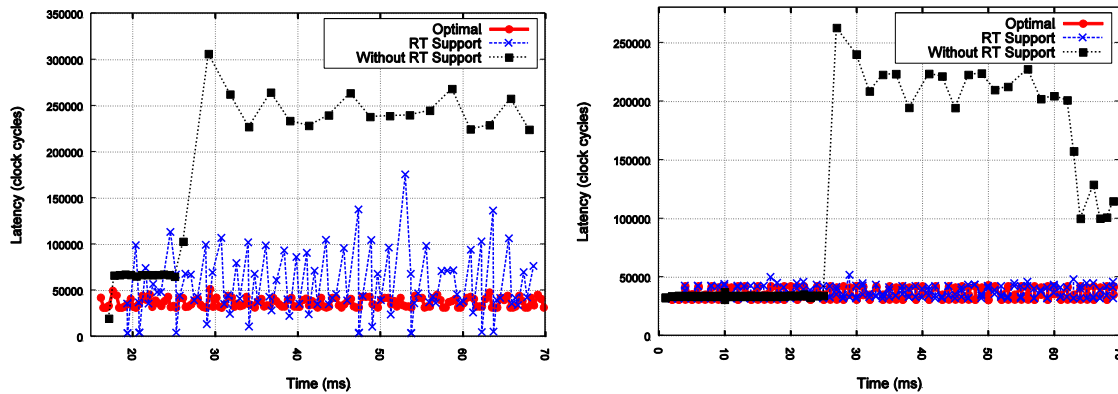 350000
300000
250000
200000
150000
100000
50000
0
Latency (clock cycles)
Optimal
RT Support
Without RT Support
20
30
40
50
60
70
Time (ms)
250000
200000
150000
100000
50000
0
Latency (clock cycles)
Optimal
RT Support
Without RT Support
0
10
20
30
40
50
60
70
Time (ms)